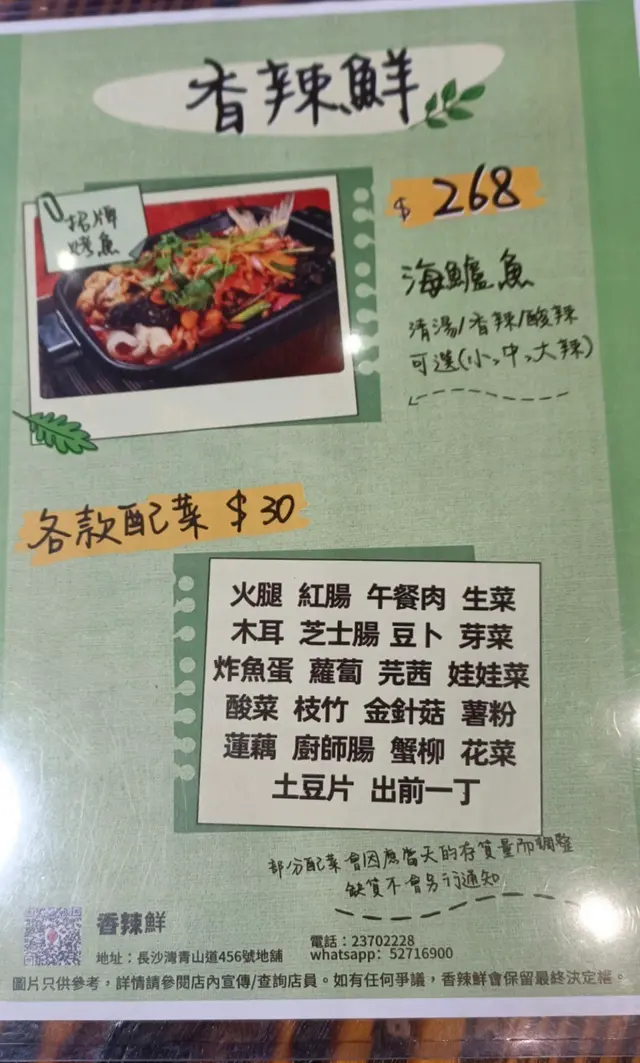 香辣鮮
招牌
烤魚
$ 268
海鱸魚
清湯/香辣/酸辣
可選(小,中,大辣)
各款配菜 $30
火腿 紅腸 午餐肉 生菜
木耳 芝士腸 豆卜 芽菜
炸魚蛋 蘿蔔 芫茜 娃娃菜
酸菜 枝竹 金針菇 薯粉
蓮藕 廚師腸 蟹柳 花菜
土豆片 出前一丁
部分配菜會因應當天的存貨量而調整
缺貨不會另行通知
香辣鮮
地址：長沙灣青山道456號地舖
電話：23702228
whatsapp：52716900
圖片只供參考，詳情請參閱店內宣傳/查詢店員。如有任何爭議，香辣鮮會保留最終決定權。